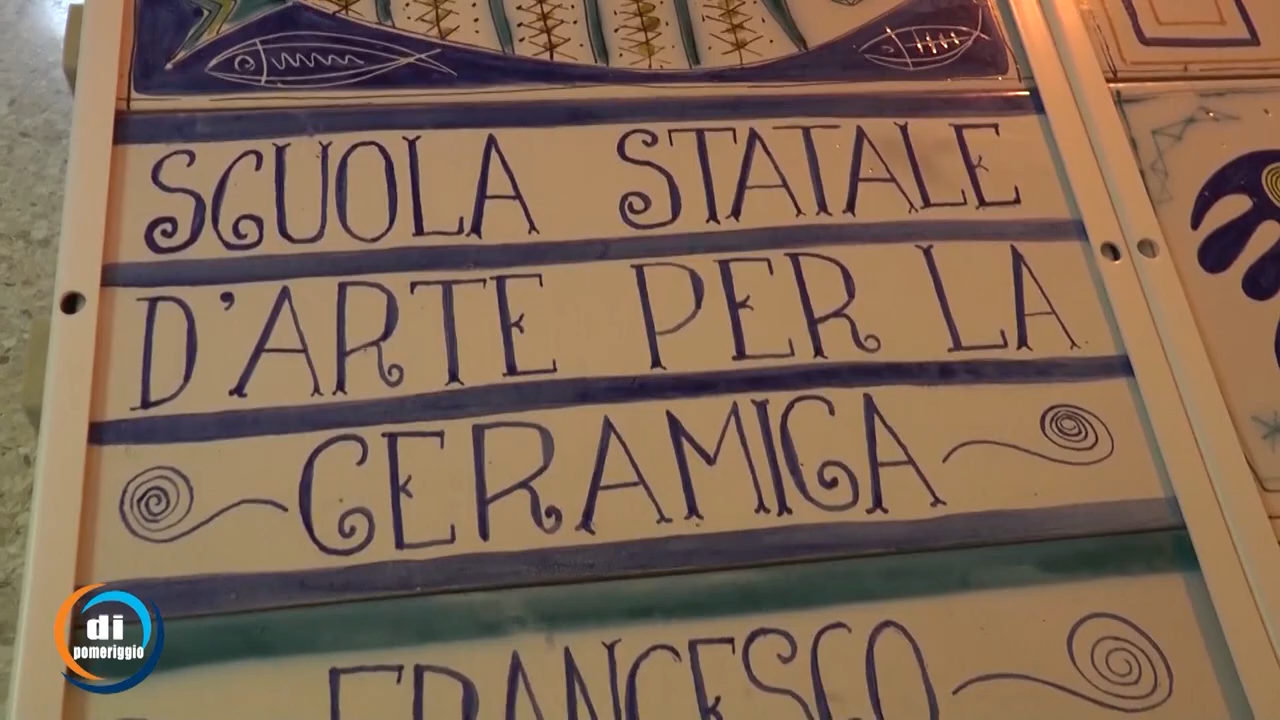 SCUOLA STATALE
D'ARTE PER LA
CERAMICA
FRANCESCO
di
pomeriggio